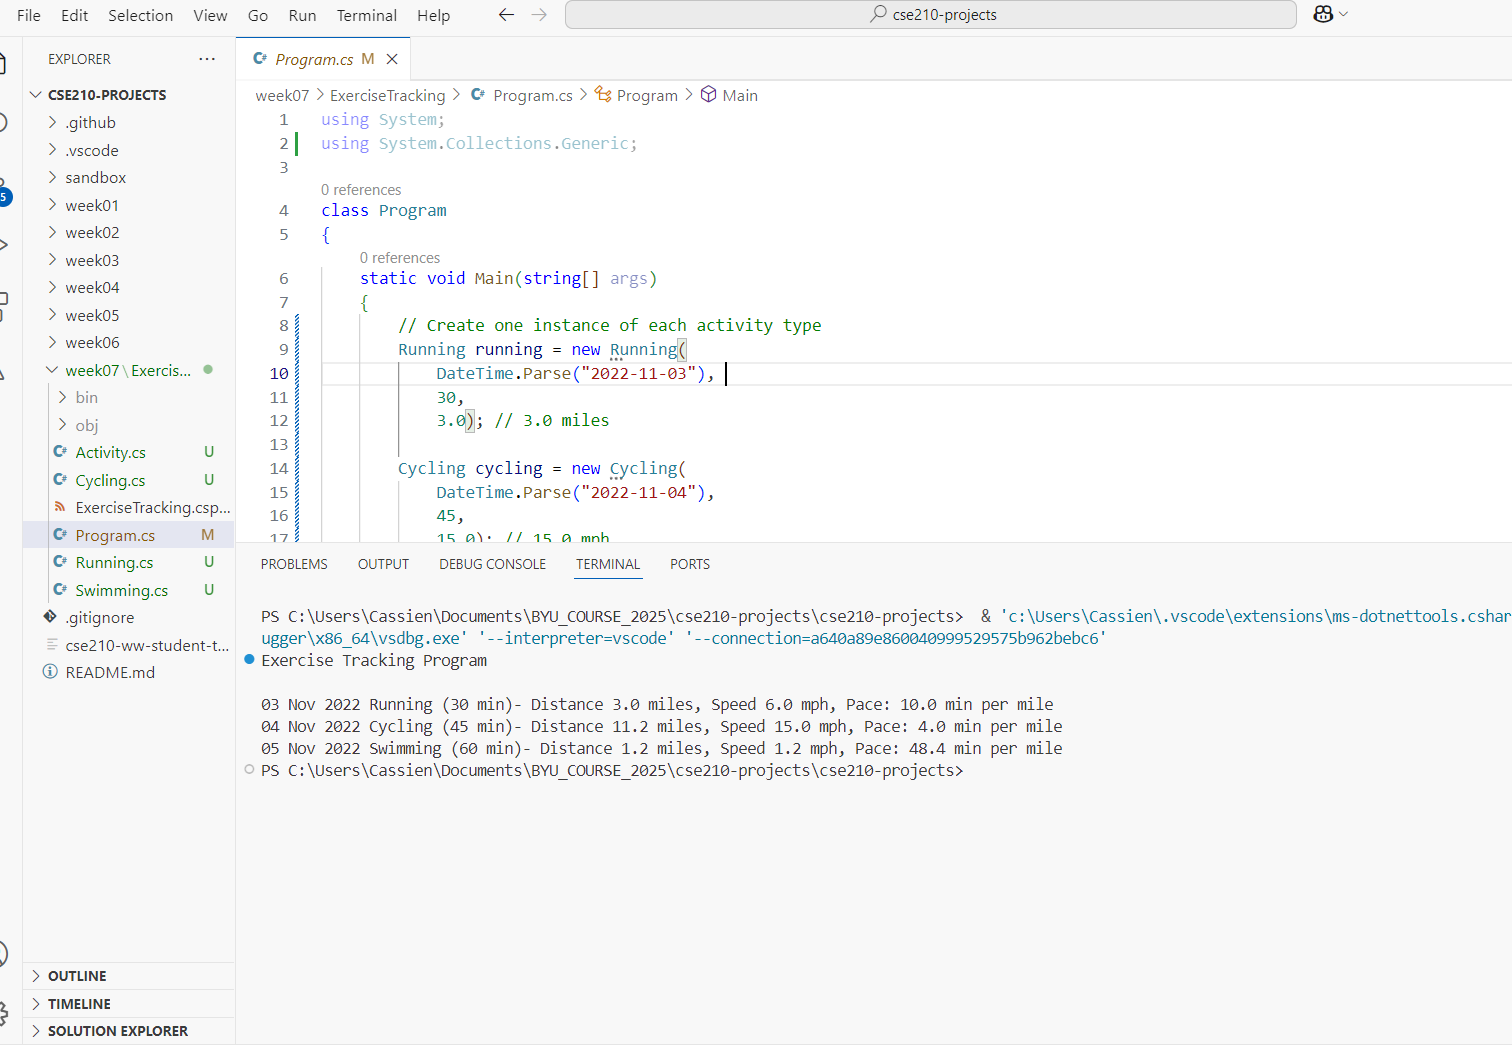 File Edit Selection View Go Run Terminal Help
cse210-projects
EXPLORER
CSE210-PROJECTS
.github
.vscode
sandbox
week01
week02
week03
week04
week05
week06
week07\Exercis...
bin
obj
Activity.cs U
Cycling.cs U
ExerciseTracking.csp...
Program.cs M
Running.cs U
Swimming.cs U
.gitignore
cse210-ww-student-t...
README.md
OUTLINE
TIMELINE
SOLUTION EXPLORER
5
C# Program.cs M
week07 > ExerciseTracking > C# Program.cs > Program > Main
1 using System;
2 using System.Collections.Generic;
3
0 references
4 class Program
5 {
0 references
6 static void Main(string[] args)
7 {
8 // Create one instance of each activity type
9 Running running = new Running(
10 DateTime.Parse("2022-11-03"),
11 30,
12 3.0); // 3.0 miles
13
14 Cycling cycling = new Cycling(
15 DateTime.Parse("2022-11-04"),
16 45,
17 15.0); // 15.0 mph
PROBLEMS OUTPUT DEBUG CONSOLE TERMINAL PORTS
PS C:\Users\Cassien\Documents\BYU_COURSE_2025\cse210-projects\cse210-projects> & 'c:\Users\Cassien\.vscode\extensions\ms-dotnettools.cshar
ugger\x86_64\vsdbg.exe' '--interpreter=vscode' '--connection=a640a89e860040999529575b962bebc6'
Exercise Tracking Program
03 Nov 2022 Running (30 min)- Distance 3.0 miles, Speed 6.0 mph, Pace: 10.0 min per mile
04 Nov 2022 Cycling (45 min)- Distance 11.2 miles, Speed 15.0 mph, Pace: 4.0 min per mile
05 Nov 2022 Swimming (60 min)- Distance 1.2 miles, Speed 1.2 mph, Pace: 48.4 min per mile
PS C:\Users\Cassien\Documents\BYU_COURSE_2025\cse210-projects\cse210-projects>